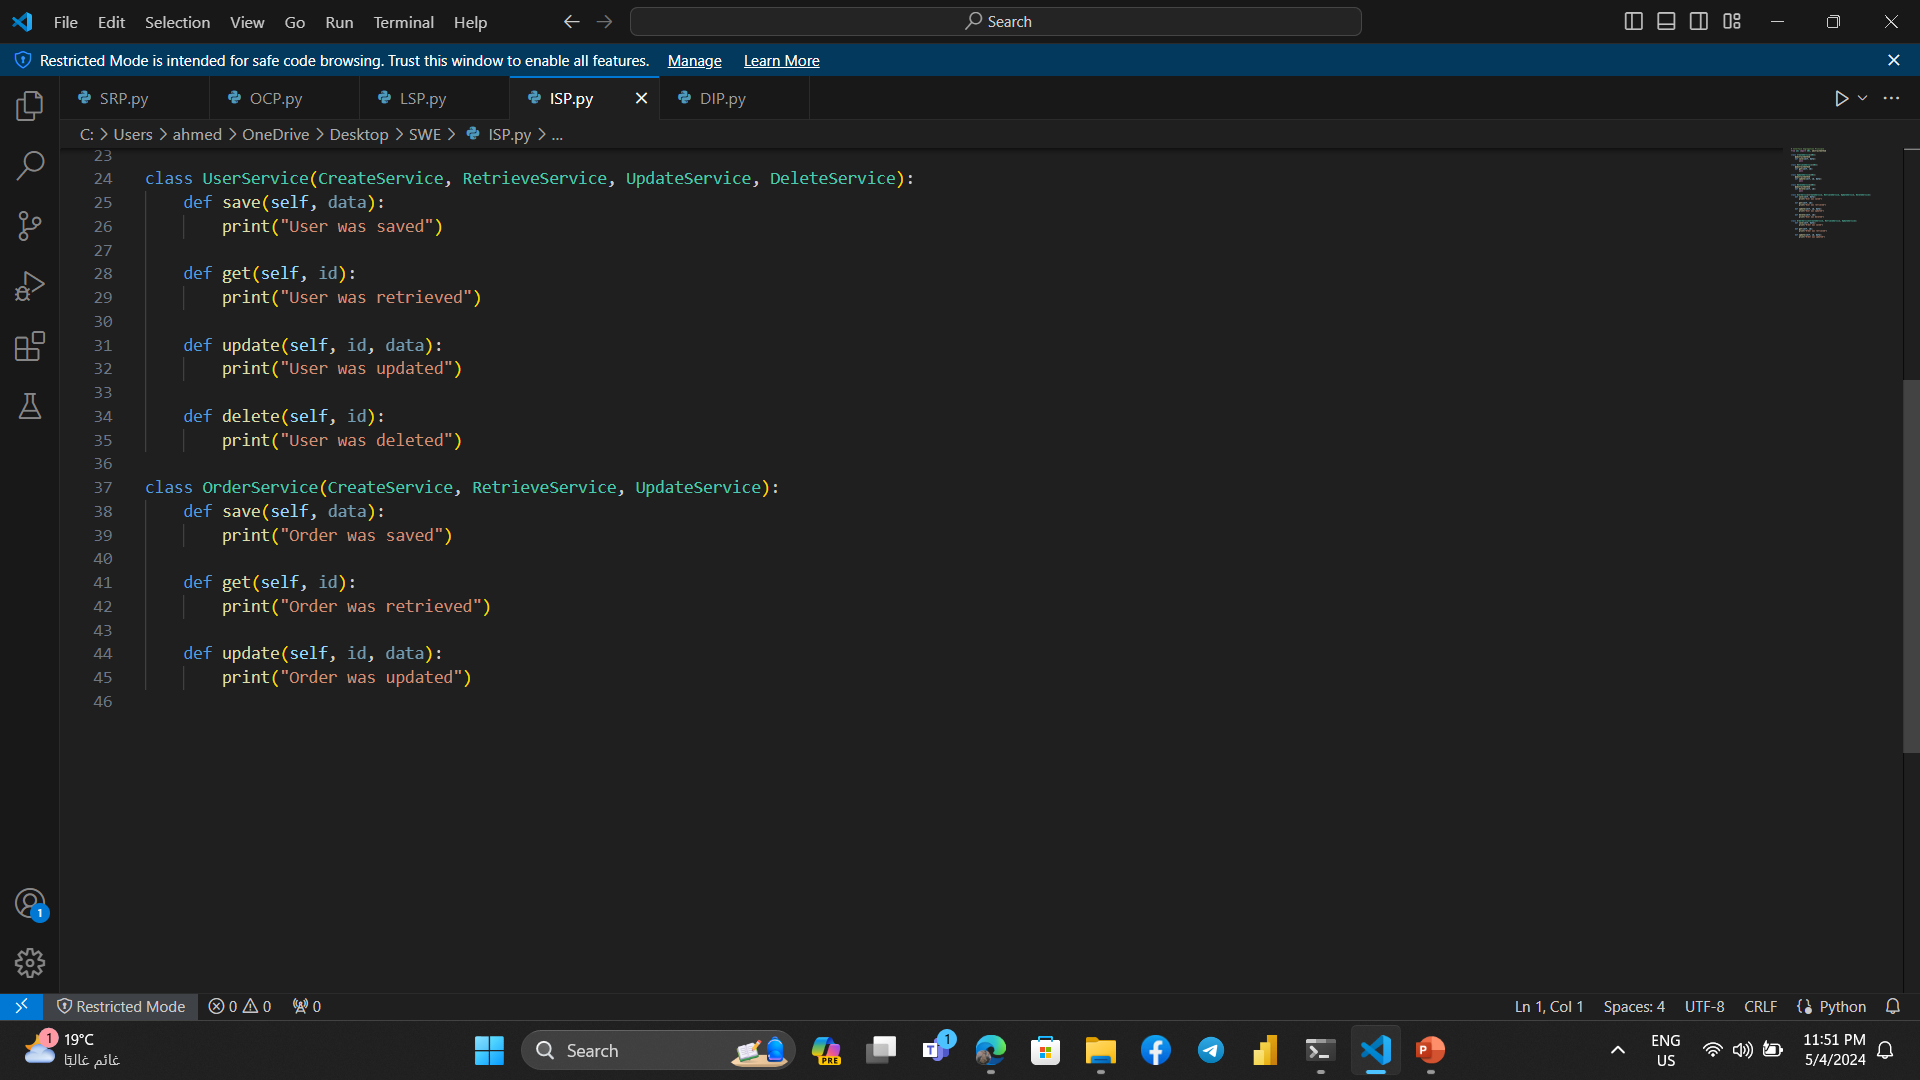 File Edit Selection View Go Run Terminal Help Search
Restricted Mode is intended for safe code browsing. Trust this window to enable all features. Manage Learn More
SRP.py OCP.py LSP.py ISP.py DIP.py
C: > Users > ahmed > OneDrive > Desktop > SWE > ISP.py > ...
23
24 class UserService(CreateService, RetrieveService, UpdateService, DeleteService):
25 def save(self, data):
26 print("User was saved")
27
28 def get(self, id):
29 print("User was retrieved")
30
31 def update(self, id, data):
32 print("User was updated")
33
34 def delete(self, id):
35 print("User was deleted")
36
37 class OrderService(CreateService, RetrieveService, UpdateService):
38 def save(self, data):
39 print("Order was saved")
40
41 def get(self, id):
42 print("Order was retrieved")
43
44 def update(self, id, data):
45 print("Order was updated")
46
1
Restricted Mode 0 0 0 Ln 1, Col 1 Spaces: 4 UTF-8 CRLF Python
1 19°C
غائم غالبًا
Search PRE 1
ENG
US
11:51 PM
5/4/2024